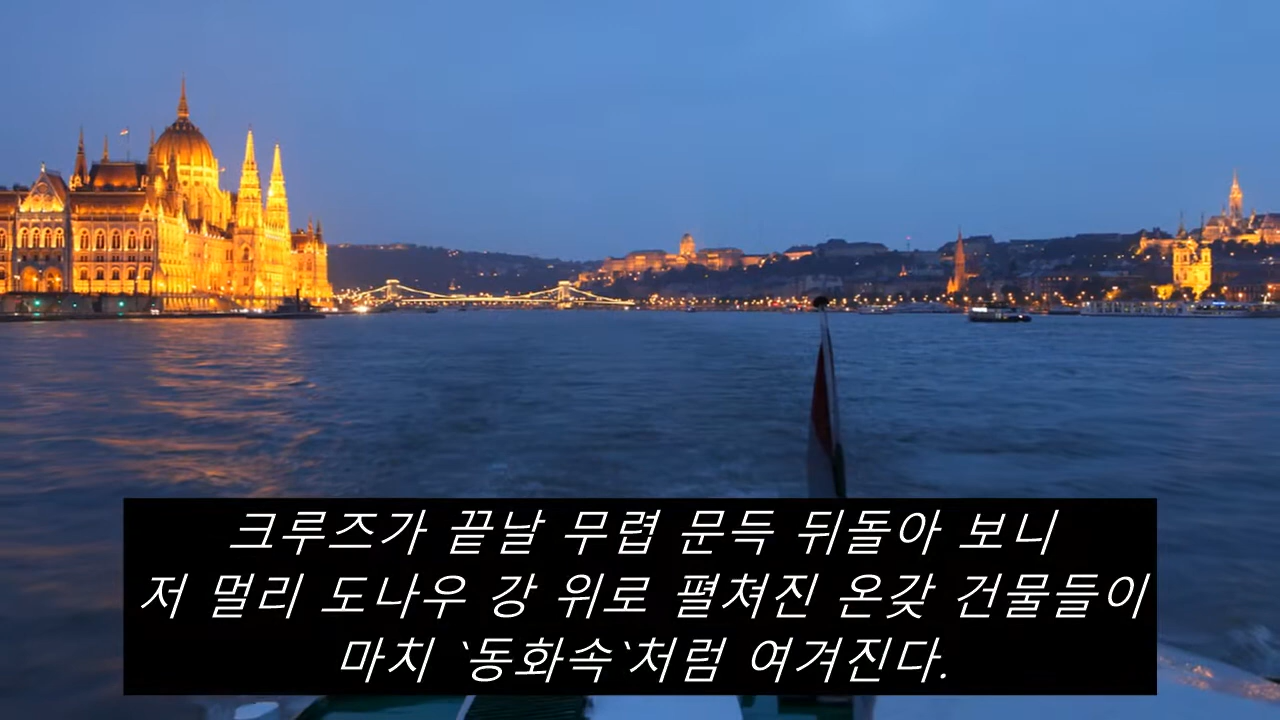 크루즈가 끝날 무렵 문득 뒤돌아 보니
저 멀리 도나우 강 위로 펼쳐진 온갖 건물들이
마치 `동화속`처럼 여겨진다.